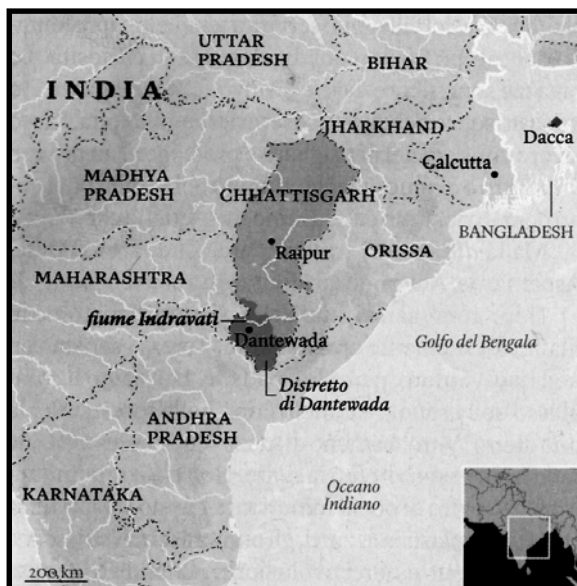 UTTAR
PRADESH
BIHAR
INDIA
JHARKHAND
Dacca
Calcutta
MADHYA
PRADESH
CHHATTISGARH
BANGLADESH
ORISSA
Raipur
MAHARASHTRA
fiume Indravati
Dantewada
Golfo del Bengala
Distretto
di Dantewada
ANDHRA
PRADESH
KARNATAKA
Oceano
Indiano
200 km